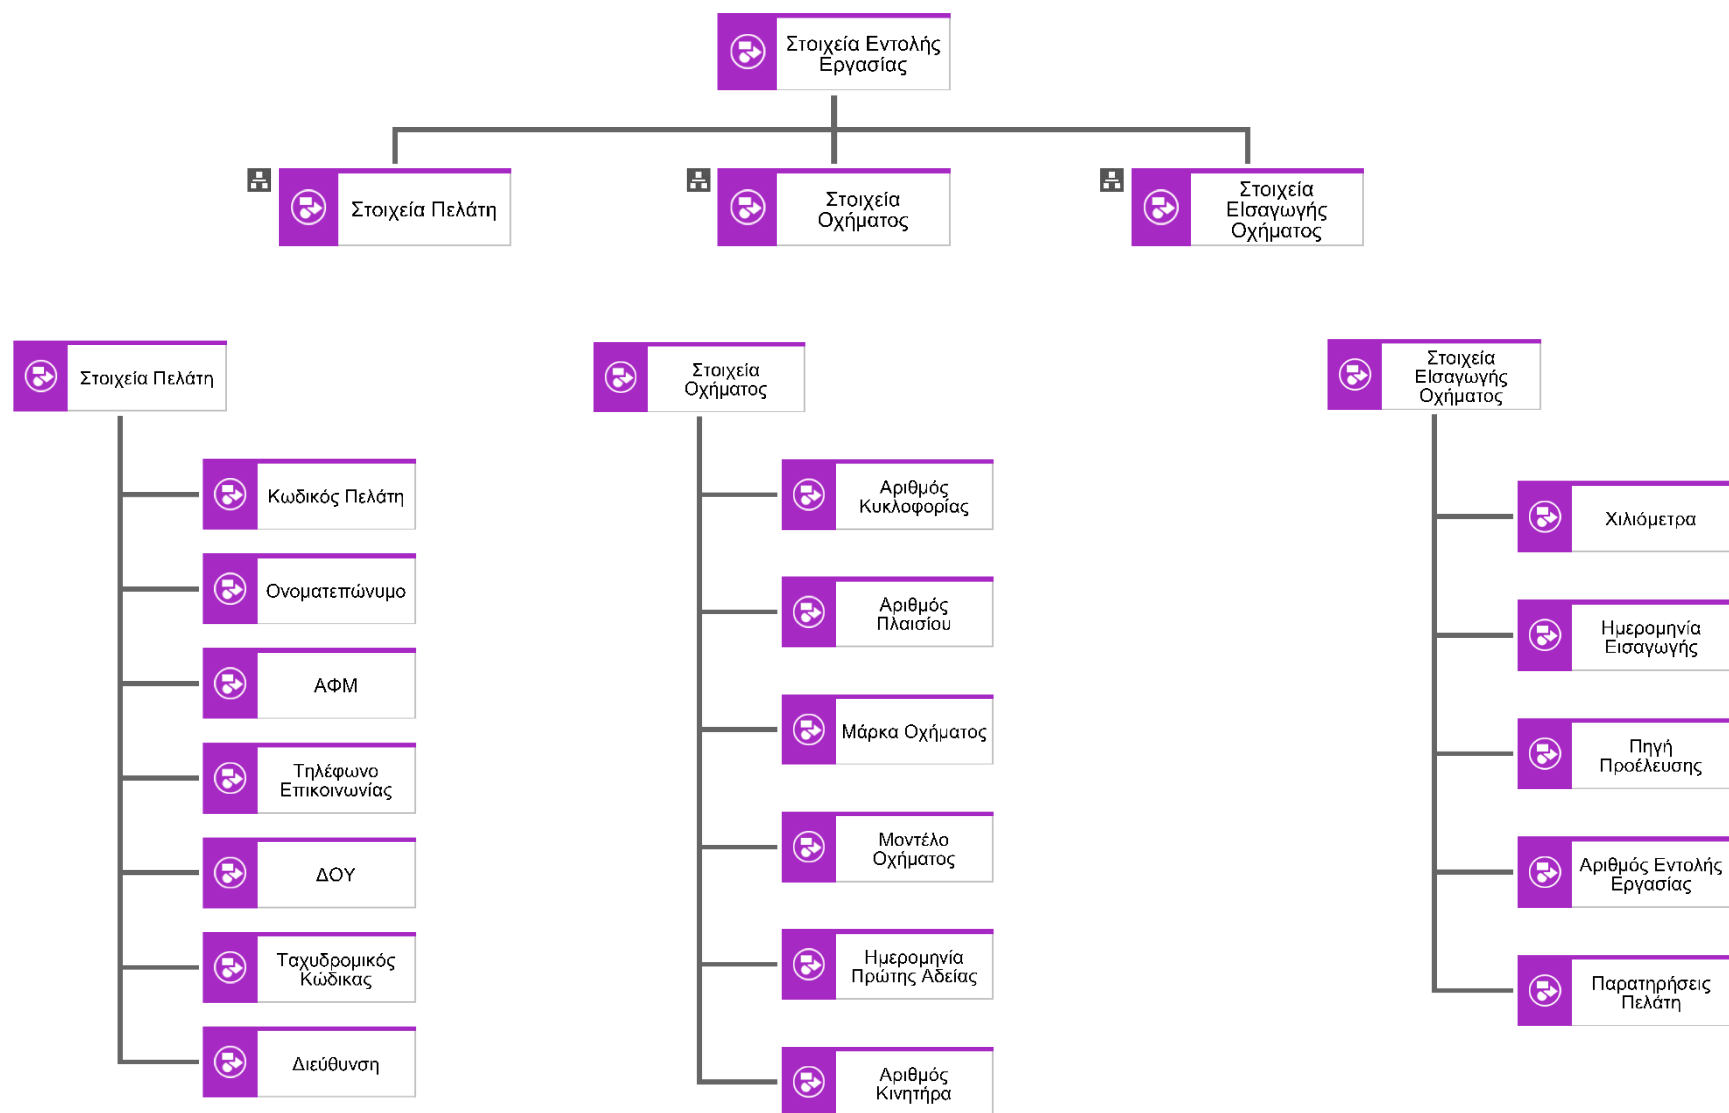 Στοιχεία Εντολής
Εργασίας
Στοιχεία Πελάτη
Στοιχεία
Οχήματος
Στοιχεία
ΕΙσαγωγής
Οχήματος
Στοιχεία Πελάτη
Κωδικός Πελάτη
Ονοματεπώνυμο
ΑΦΜ
Τηλέφωνο
Επικοινωνίας
ΔΟΥ
Ταχυδρομικός
Κώδικας
Διεύθυνση
Στοιχεία
Οχήματος
Αριθμός
Κυκλοφορίας
Αριθμός
Πλαισίου
Μάρκα Οχήματος
Μοντέλο
Οχήματος
Ημερομηνία
Πρώτης Αδείας
Αριθμός
Κινητήρα
Στοιχεία
ΕΙσαγωγής
Οχήματος
Χιλιόμετρα
Ημερομηνία
Εισαγωγής
Πηγή
Προέλευσης
Αριθμός Εντολής
Εργασίας
Παρατηρήσεις
Πελάτη